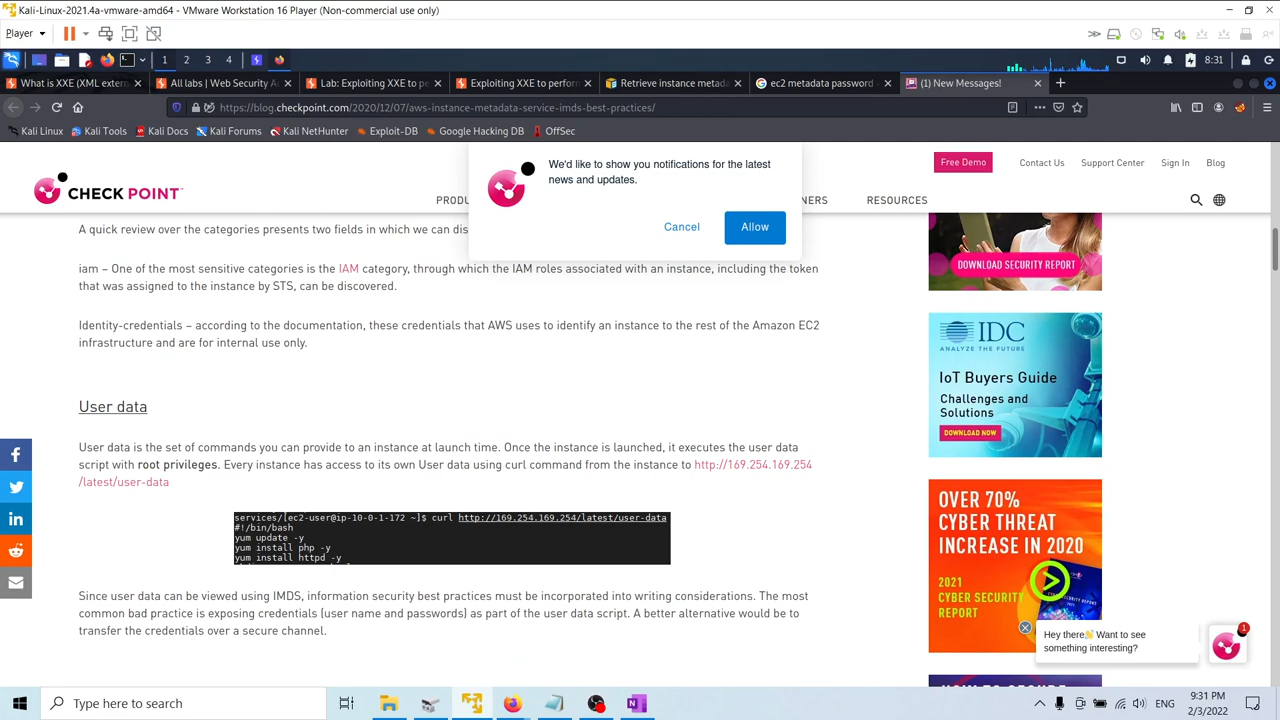 Kali-Linux-2021.4a-vmware-amd64 - VMware Workstation 16 Player (Non-commercial use only)
Player
1 2 3 4
8:31
What is XXE (XML extern
All labs | Web Security A
Lab: Exploiting XXE to pe
Exploiting XXE to perform
Retrieve instance metad
ec2 metadata password
(1) New Messages!
https://blog.checkpoint.com/2020/12/07/aws-instance-metadata-service-imds-best-practices/
Kali Linux
Kali Tools
Kali Docs
Kali Forums
Kali NetHunter
Exploit-DB
Google Hacking DB
OffSec
We'd like to show you notifications for the latest
news and updates.
Cancel
Allow
Free Demo
Contact Us
Support Center
Sign In
Blog
CHECK POINT
PRODU
NERS
RESOURCES
A quick review over the categories presents two fields in which we can dis
iam – One of the most sensitive categories is the IAM category, through which the IAM roles associated with an instance, including the token
that was assigned to the instance by STS, can be discovered.
Identity-credentials – according to the documentation, these credentials that AWS uses to identify an instance to the rest of the Amazon EC2
infrastructure and are for internal use only.
User data
User data is the set of commands you can provide to an instance at launch time. Once the instance is launched, it executes the user data
script with root privileges. Every instance has access to its own User data using curl command from the instance to http://169.254.169.254
/latest/user-data
services/[ec2-user@ip-10-0-1-172 ~]$ curl http://169.254.169.254/latest/user-data
#!/bin/bash
yum update -y
yum install php -y
yum install httpd -y
Since user data can be viewed using IMDS, information security best practices must be incorporated into writing considerations. The most
common bad practice is exposing credentials (user name and passwords) as part of the user data script. A better alternative would be to
transfer the credentials over a secure channel.
DOWNLOAD SECURITY REPORT
IDC
ANALYZE THE FUTURE
IoT Buyers Guide
Challenges and
Solutions
DOWNLOAD NOW
OVER 70%
CYBER THREAT
INCREASE IN 2020
2021
CYBER SECURITY
REPORT
Hey there👋 Want to see
something interesting?
1
Type here to search
ENG
9:31 PM
2/3/2022